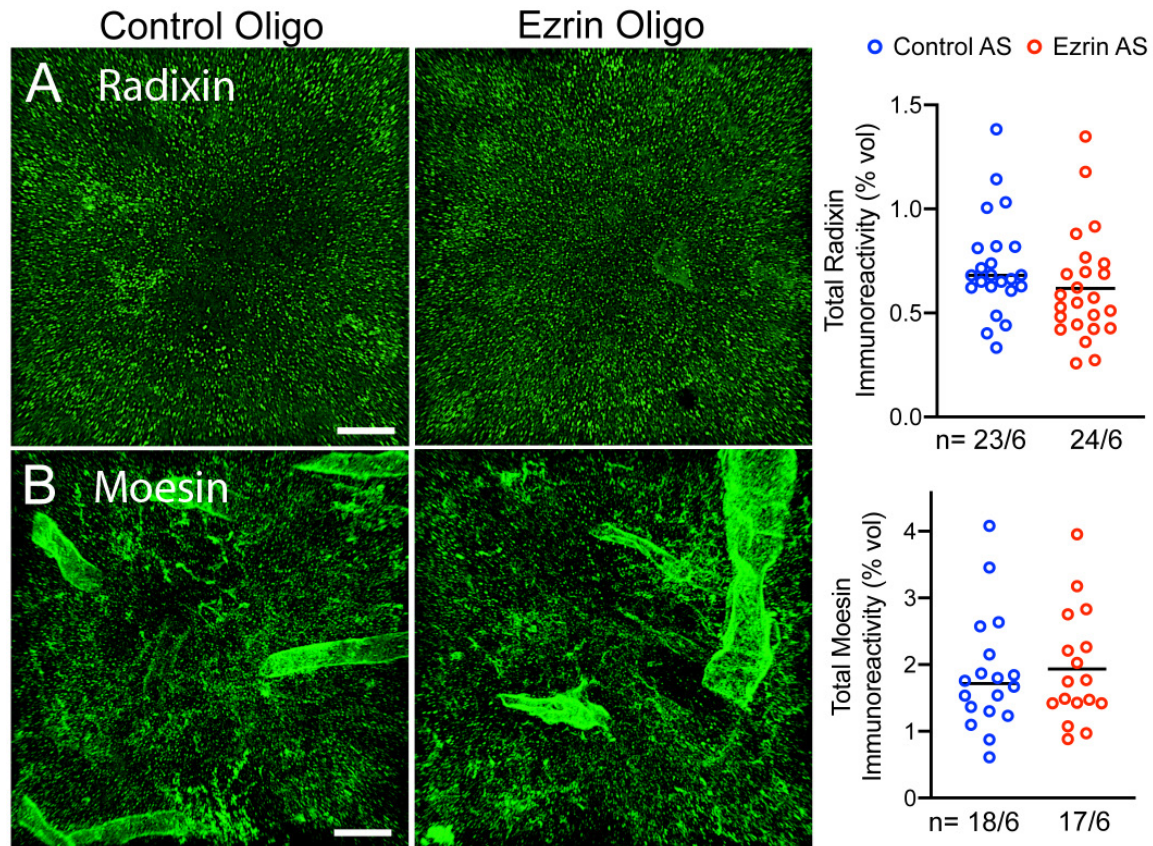 Control Oligo
Ezrin Oligo
Control AS
Ezrin AS
A Radixin
Total Radixin
Immunoreactivity (% vol)
1.5
1.0
0.5
0.0
n= 23/6
24/6
B Moesin
Total Moesin
Immunoreactivity (% vol)
4
3
2
1
0
n= 18/6
17/6